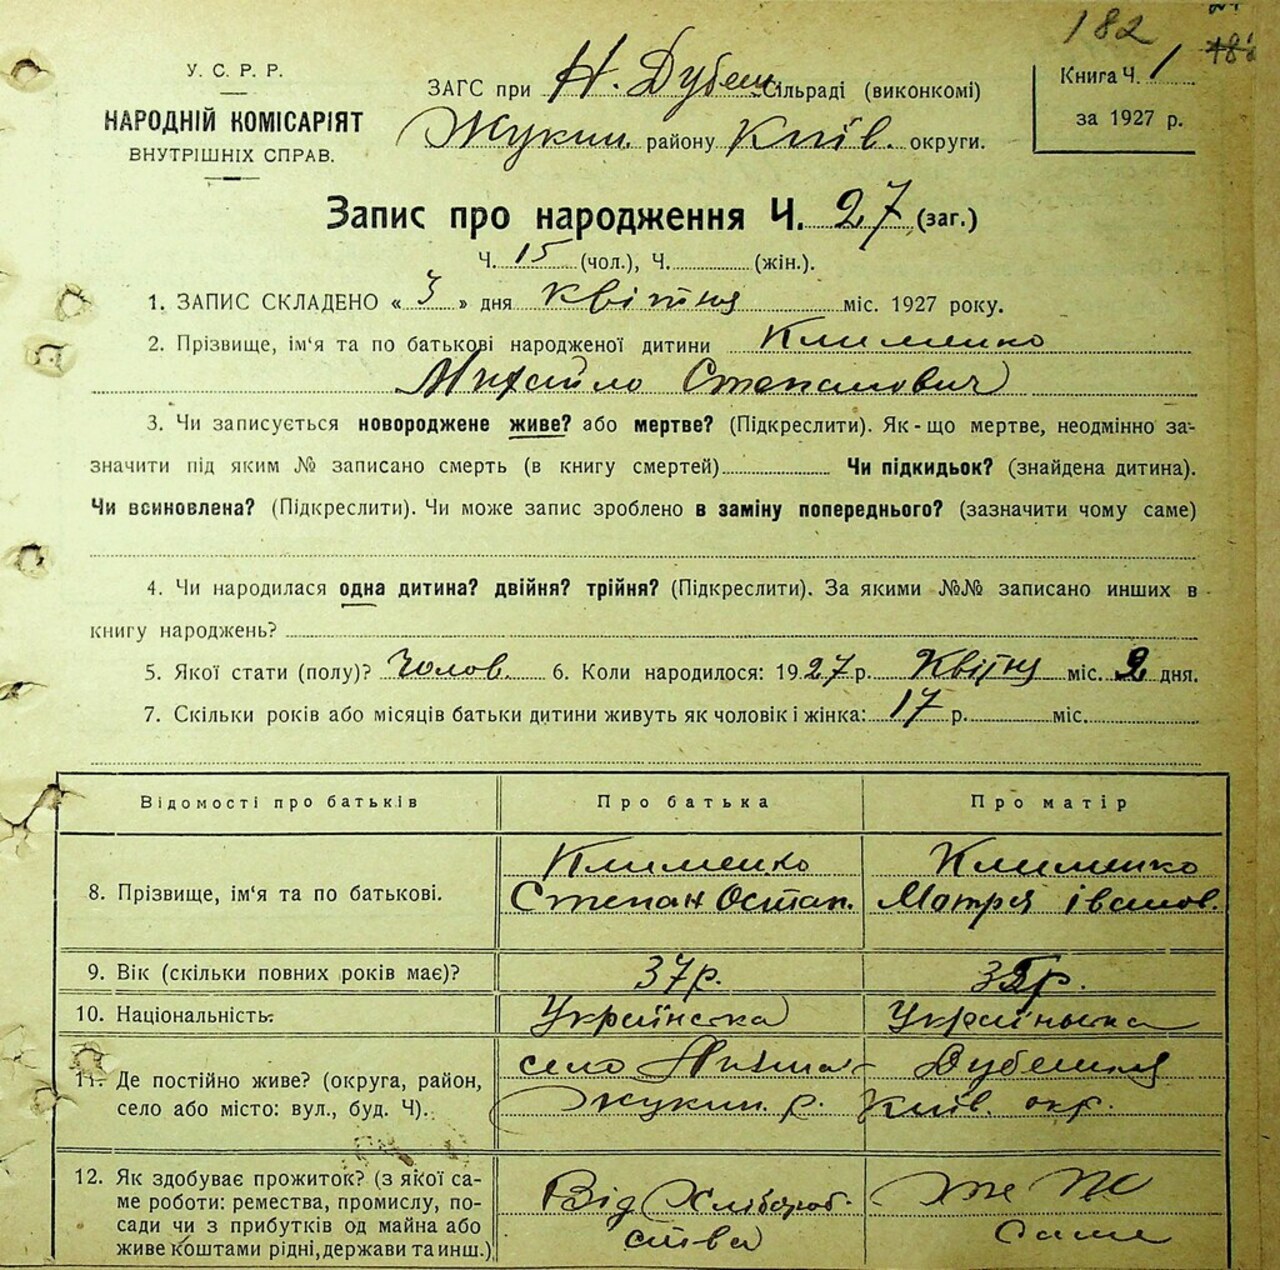 182
У. С. Р. Р.
НАРОДНІЙ КОМІСАРІЯТ
ВНУТРІШНІХ СПРАВ.
ЗАГС при Н. Дубеш. Сільраді (виконкомі)
Жукин. району Київ. округи.
Книга Ч. 1
за 1927 р.
Запис про народження Ч. 27 (заг.)
Ч. 15 (чол.), Ч. (жін.).
1. ЗАПИС СКЛАДЕНО « 3 » дня квітня міс. 1927 року.
2. Прізвище, ім‘я та по батькові народженої дитини Клименко
Михайло Степанович
3. Чи записується новороджене живе? або мертве? (Підкреслити). Як-що мертве, неодмінно за-
значити під яким № записано смерть (в книгу смертей) Чи підкидьок? (знайдена дитина).
Чи всиновлена? (Підкреслити). Чи може запис зроблено в заміну попереднього? (зазначити чому саме)
4. Чи народилася одна дитина? двійня? трійня? (Підкреслити). За якими №№ записано инших в
книгу народжень?
5. Якої стати (полу)? Чолов. 6. Коли народилося: 1927 р. Квітня міс. 2 дня.
7. Скільки років або місяців батьки дитини живуть як чоловік і жінка: 17 р. міс.
Відомості про батьків Про батька Про матір
8. Прізвище, ім‘я та по батькові. Клименко Степан Остап. Клименко Мотря Іванов.
9. Вік (скільки повних років має)? 37р. 35р.
10. Національність. Українска Україньска
11. Де постійно живе? (округа, район, село Нижча Дубешня
село або місто: вул., буд. Ч). Жукин. р. Київ. окр.
12. Як здобуває прожиток? (з якої са-
ме роботи: ремества, промислу, по- Від Хлібороб- Те ж
сади чи з прибутків од майна або ства саме
живе коштами рідні, держави та инш.)